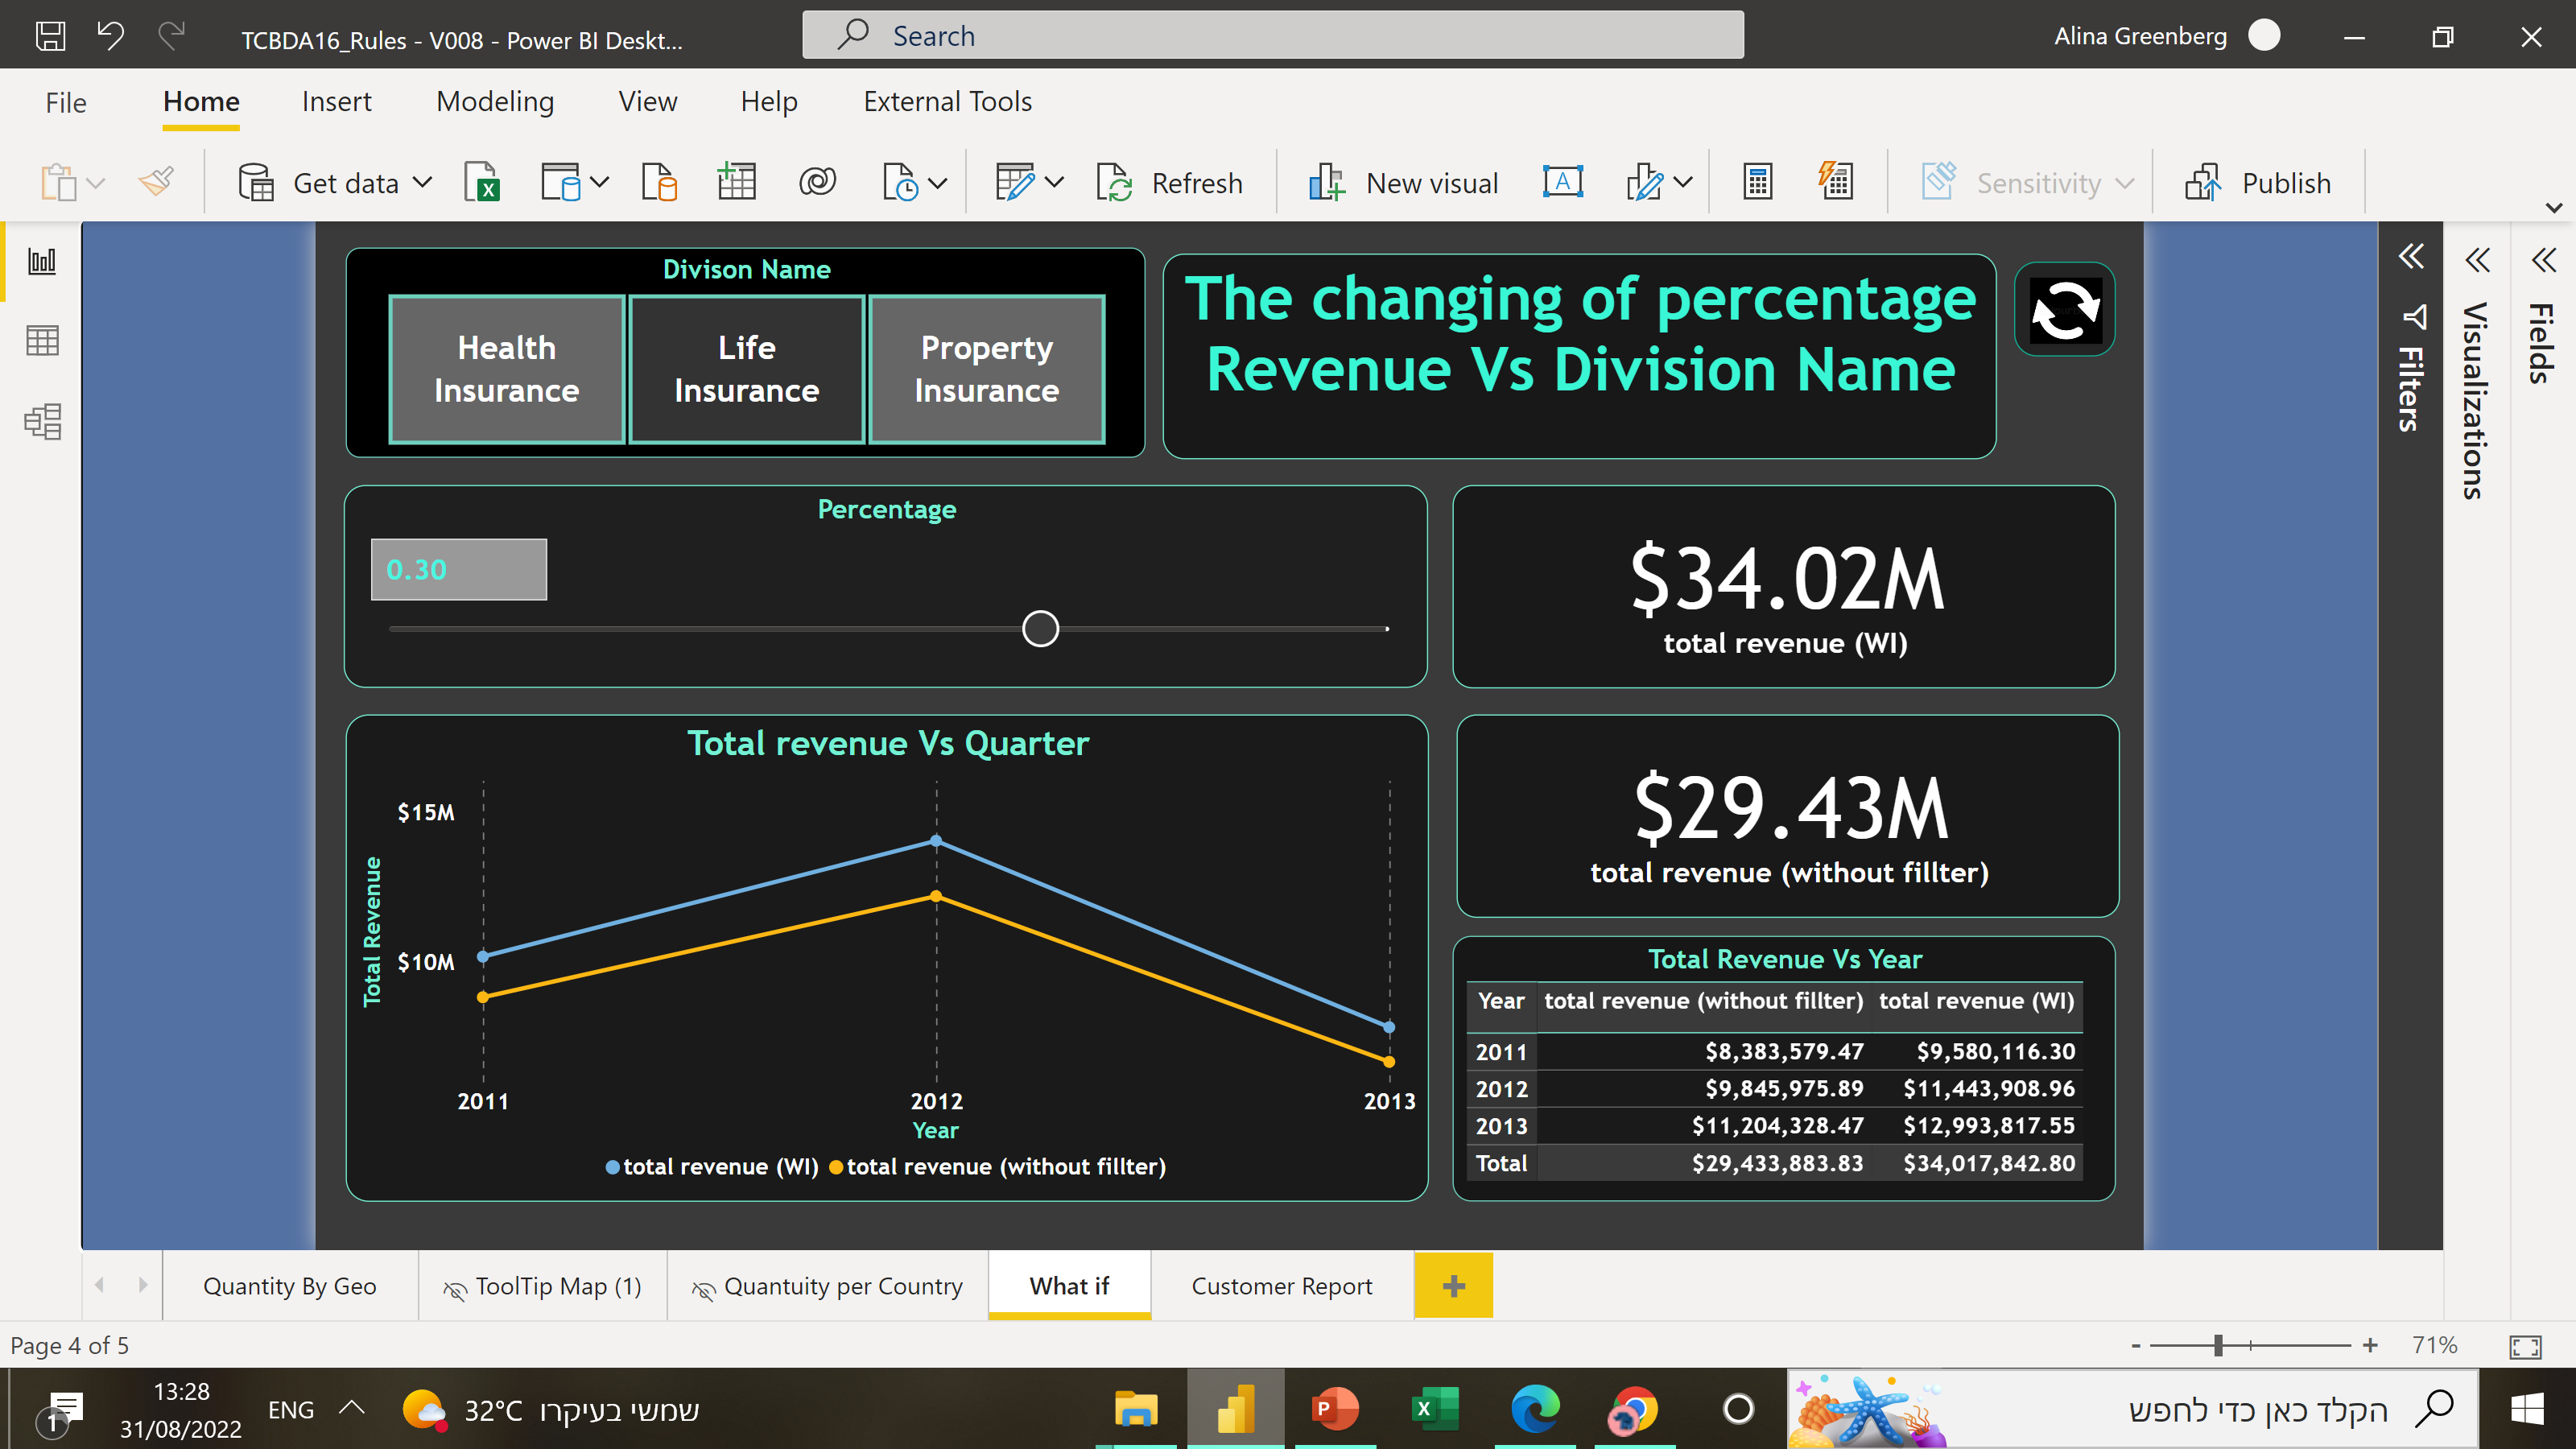 TCBDA16_Rules - V008 - Power BI Deskt...
Search
Alina Greenberg
File Home Insert Modeling View Help External Tools
Get data
Refresh
New visual
Sensitivity
Publish
Divison Name
Health Insurance
Life Insurance
Property Insurance
The changing of percentage
Revenue Vs Division Name
Filters
Visualizations
Fields
Percentage
0.30
$34.02M
total revenue (WI)
Total revenue Vs Quarter
$15M
$10M
Total Revenue
2011 2012 2013
Year
total revenue (WI) total revenue (without fillter)
$29.43M
total revenue (without fillter)
Total Revenue Vs Year
Year total revenue (without fillter) total revenue (WI)
2011 $8,383,579.47 $9,580,116.30
2012 $9,845,975.89 $11,443,908.96
2013 $11,204,328.47 $12,993,817.55
Total $29,433,883.83 $34,017,842.80
Quantity By Geo
ToolTip Map (1)
Quantuity per Country
What if
Customer Report
Page 4 of 5
- + 71%
1
13:28
31/08/2022
ENG
32°C שמשי בעיקרו
הקלד כאן כדי לחפש